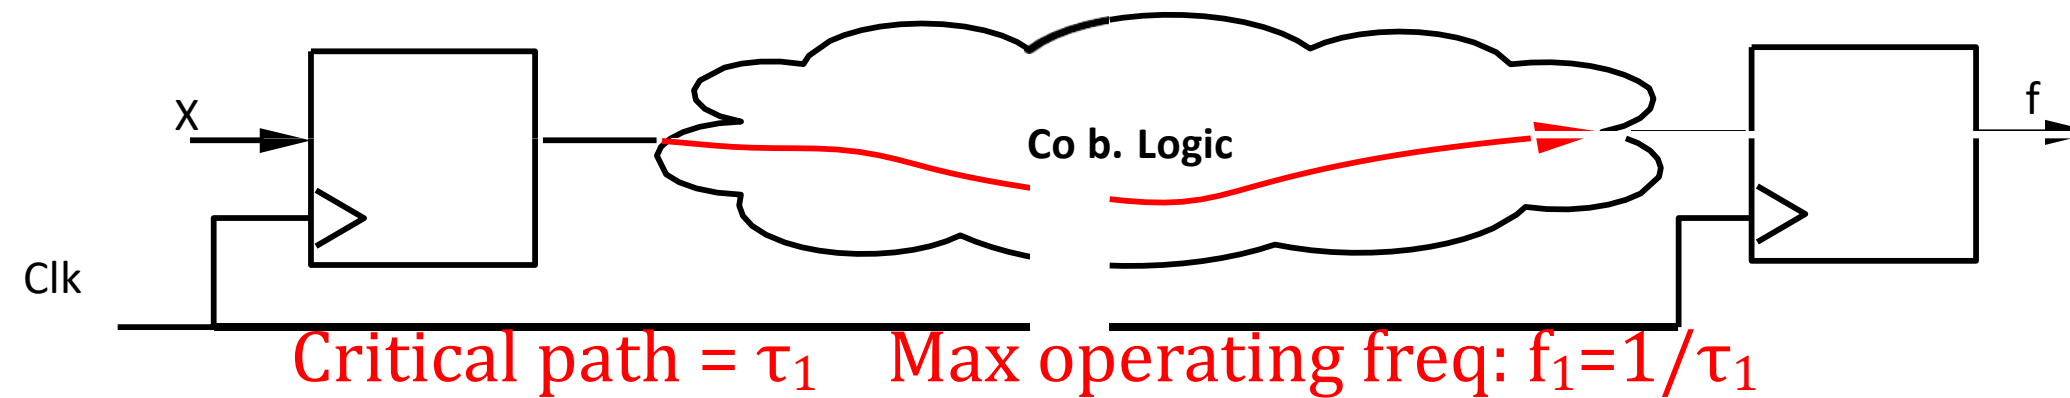 X
f
Co b. Logic
Clk
Critical path = τ₁ Max operating freq: f₁=1/τ₁